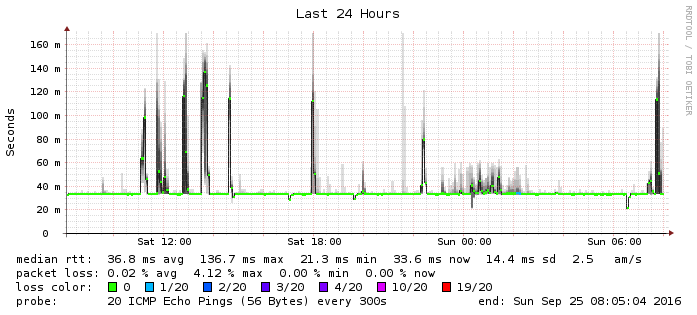 Last 24 Hours
RRDTOOL / TOBI OETIKER
Seconds
160 m
140 m
120 m
100 m
80 m
60 m
40 m
20 m
0
Sat 12:00 Sat 18:00 Sun 00:00 Sun 06:00
median rtt: 36.8 ms avg 136.7 ms max 21.3 ms min 33.6 ms now 14.4 ms sd 2.5 am/s
packet loss: 0.02 % avg 4.12 % max 0.00 % min 0.00 % now
loss color: 0 1/20 2/20 3/20 4/20 10/20 19/20
probe: 20 ICMP Echo Pings (56 Bytes) every 300s end: Sun Sep 25 08:05:04 2016